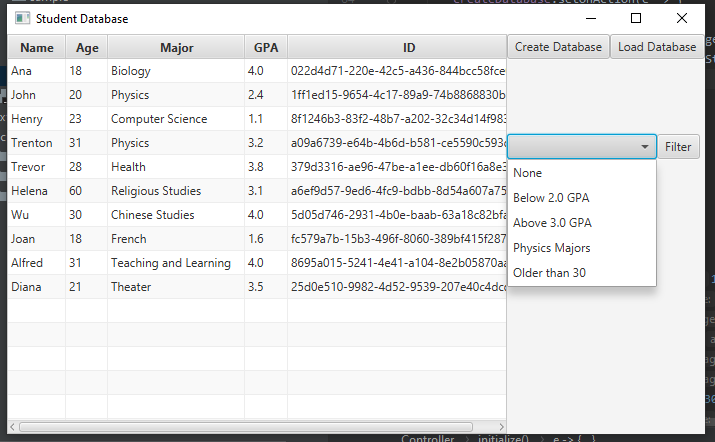 Student Database
Name Age Major GPA ID
Create Database Load Database
Ana 18 Biology 4.0 022d4d71-220e-42c5-a436-844bcc58fce
John 20 Physics 2.4 1ff1ed15-9654-4c17-89a9-74b8868830b
Henry 23 Computer Science 1.1 8f1246b3-83f2-48b7-a202-32c34d14f983
Trenton 31 Physics 3.2 a09a6739-e64b-4b6d-b581-ce5590c593c
Filter
Trevor 28 Health 3.8 379d3316-ae96-47be-a1ee-db60f16a8e3
None
Helena 60 Religious Studies 3.1 a6ef9d57-9ed6-4fc9-bdbb-8d54a607a75
Below 2.0 GPA
Wu 30 Chinese Studies 4.0 5d05d746-2931-4b0e-baab-63a18c82bfa
Above 3.0 GPA
Joan 18 French 1.6 fc579a7b-15b3-496f-8060-389bf415f287
Physics Majors
Alfred 31 Teaching and Learning 4.0 8695a015-5241-4e41-a104-8e2b05870aa
Older than 30
Diana 21 Theater 3.5 25d0e510-9982-4d52-9539-207e40c4dcc
Controller initialize() e -> {...}